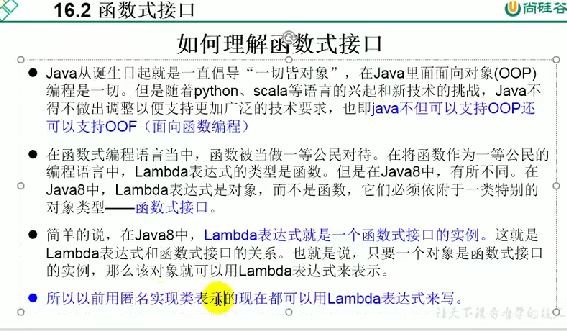 16.2 函数式接口
尚硅谷
如何理解函数式接口
● Java从诞生日起就是一直倡导“一切皆对象”，在Java里面面向对象(OOP)
编程是一切。但是随着python、scala等语言的兴起和新技术的挑战，Java不
得不做出调整以便支持更加广泛的技术要求，也即java不但可以支持OOP还
可以支持OOF（面向函数编程）
● 在函数式编程语言当中，函数被当做一等公民对待。在将函数作为一等公民的
编程语言中，Lambda表达式的类型是函数。但是在Java8中，有所不同。在
Java8中，Lambda表达式是对象，而不是函数，它们必须依附于一类特别的
对象类型——函数式接口。
● 简单的说，在Java8中，Lambda表达式就是一个函数式接口的实例。这就是
Lambda表达式和函数式接口的关系。也就是说，只要一个对象是函数式接口
的实例，那么该对象就可以用Lambda表达式来表示。
● 所以以前用匿名实现类表示的现在都可以用Lambda表达式来写。